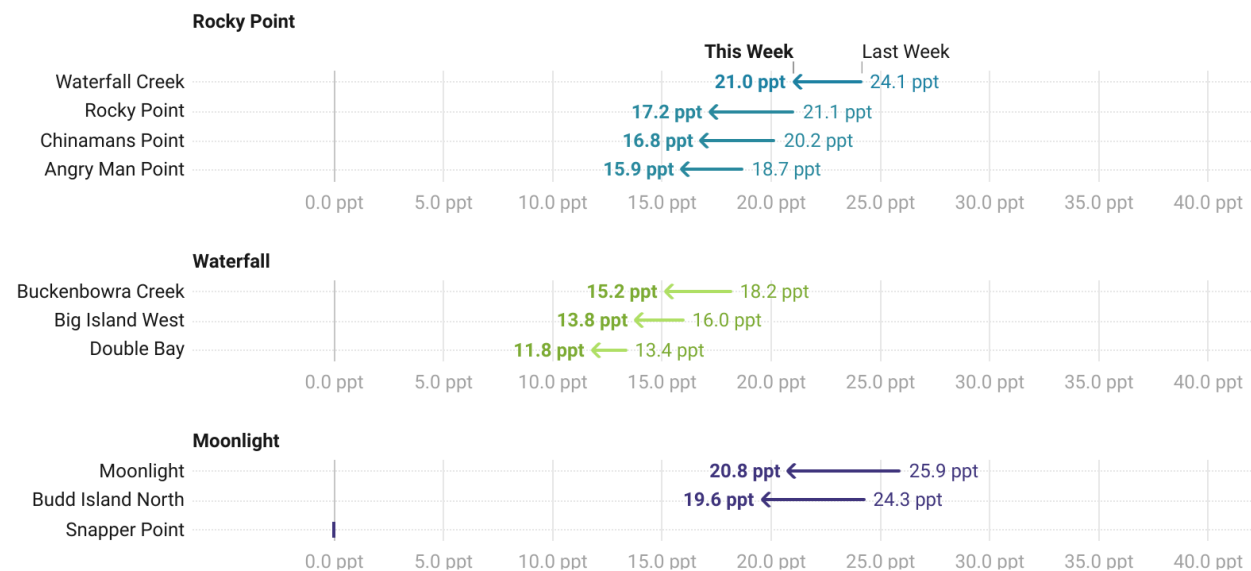 Rocky Point
This Week Last Week
Waterfall Creek 21.0 ppt 24.1 ppt
Rocky Point 17.2 ppt 21.1 ppt
Chinamans Point 16.8 ppt 20.2 ppt
Angry Man Point 15.9 ppt 18.7 ppt
0.0 ppt 5.0 ppt 10.0 ppt 15.0 ppt 20.0 ppt 25.0 ppt 30.0 ppt 35.0 ppt 40.0 ppt
Waterfall
Buckenbowra Creek 15.2 ppt 18.2 ppt
Big Island West 13.8 ppt 16.0 ppt
Double Bay 11.8 ppt 13.4 ppt
0.0 ppt 5.0 ppt 10.0 ppt 15.0 ppt 20.0 ppt 25.0 ppt 30.0 ppt 35.0 ppt 40.0 ppt
Moonlight
Moonlight 20.8 ppt 25.9 ppt
Budd Island North 19.6 ppt 24.3 ppt
Snapper Point
0.0 ppt 5.0 ppt 10.0 ppt 15.0 ppt 20.0 ppt 25.0 ppt 30.0 ppt 35.0 ppt 40.0 ppt